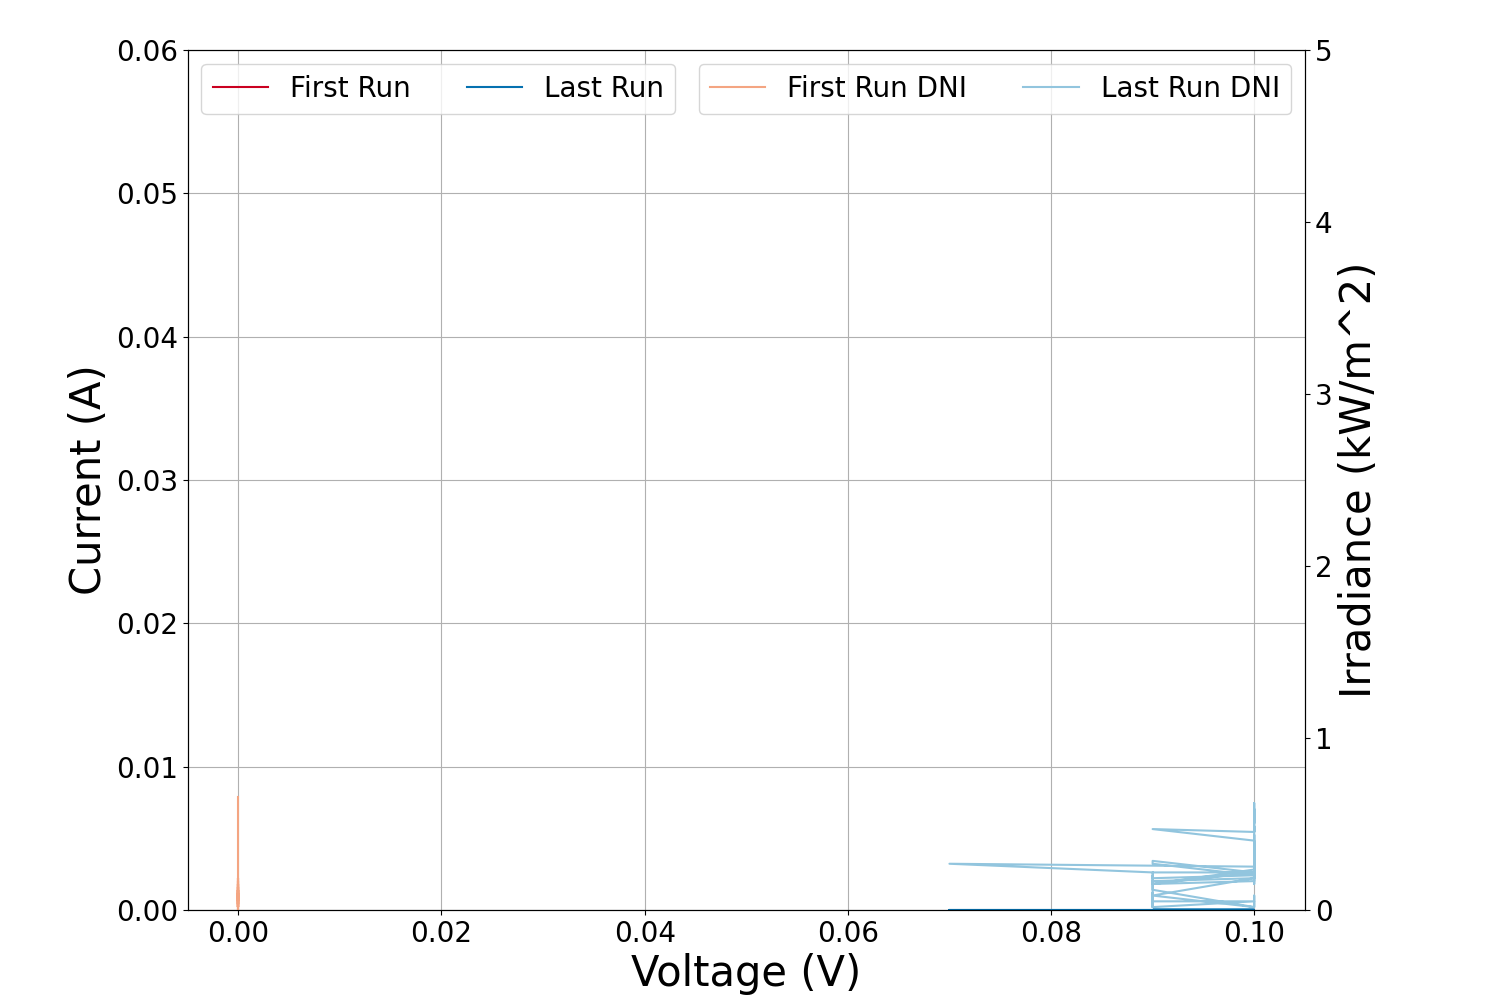 First Run
Last Run
First Run DNI
Last Run DNI
0.06
0.05
0.04
0.03
0.02
0.01
0.00
Current (A)
5
4
3
2
1
0
Irradiance (kW/m^2)
0.00 0.02 0.04 0.06 0.08 0.10
Voltage (V)